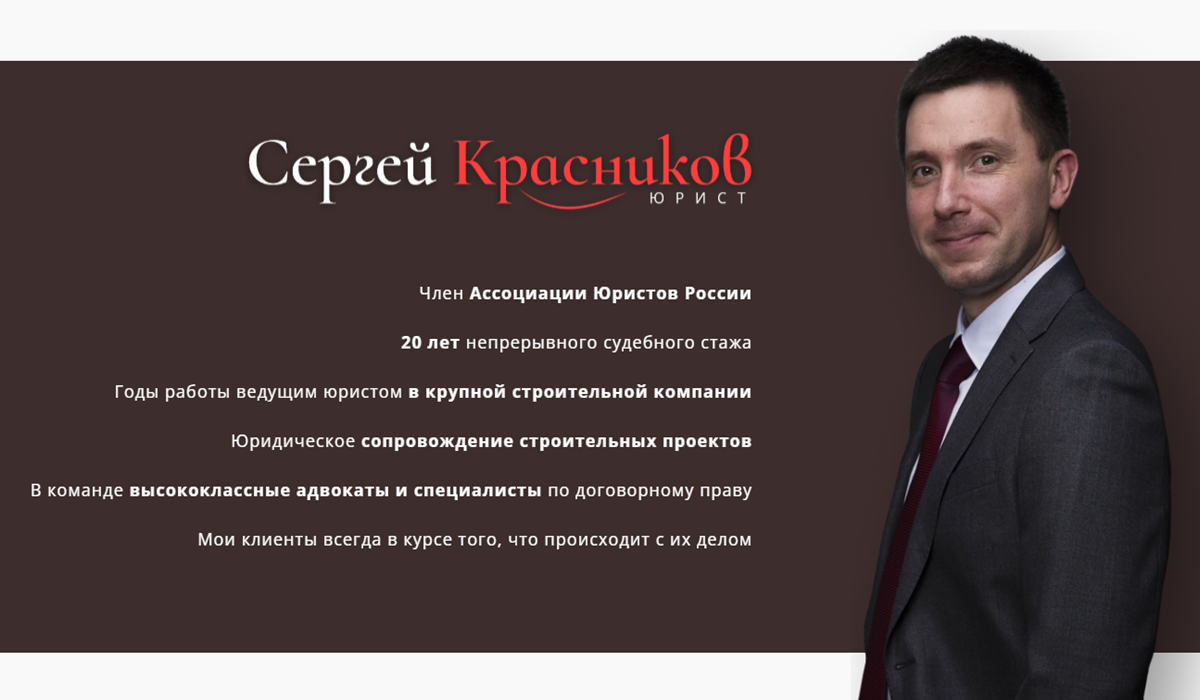 Сергей Красников
ЮРИСТ
Член Ассоциации Юристов России
20 лет непрерывного судебного стажа
Годы работы ведущим юристом в крупной строительной компании
Юридическое сопровождение строительных проектов
В команде высококлассные адвокаты и специалисты по договорному праву
Мои клиенты всегда в курсе того, что происходит с их делом